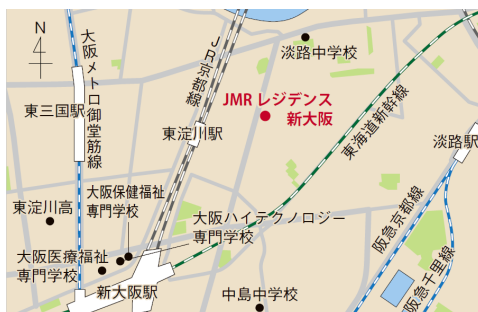 N
大阪メトロ御堂筋線
JR京都線
淡路中学校
JMR レジデンス
新大阪
東海道新幹線
東三国駅
東淀川駅
淡路駅
大阪保健福祉
専門学校
東淀川高
大阪ハイテクノロジー
専門学校
阪急京都線
大阪医療福祉
専門学校
新大阪駅
中島中学校
阪急千里線